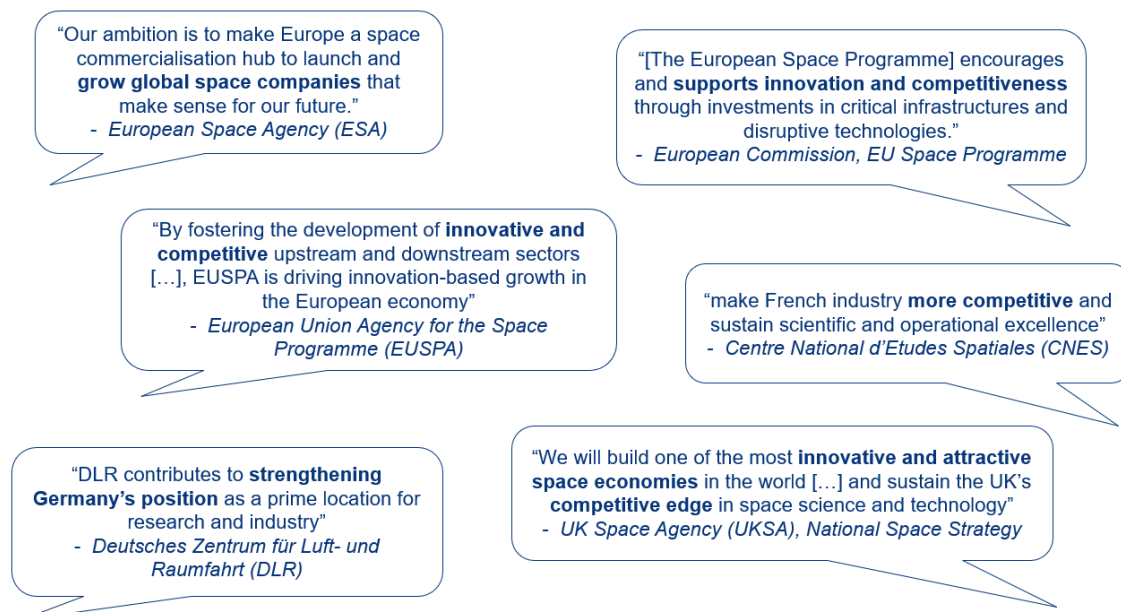 “Our ambition is to make Europe a space
commercialisation hub to launch and
grow global space companies that
make sense for our future.”
- European Space Agency (ESA)
“[The European Space Programme] encourages
and supports innovation and competitiveness
through investments in critical infrastructures and
disruptive technologies.”
- European Commission, EU Space Programme
“By fostering the development of innovative and
competitive upstream and downstream sectors
[…], EUSPA is driving innovation-based growth in
the European economy”
- European Union Agency for the Space
Programme (EUSPA)
“make French industry more competitive and
sustain scientific and operational excellence”
- Centre National d’Etudes Spatiales (CNES)
“DLR contributes to strengthening
Germany’s position as a prime location for
research and industry”
- Deutsches Zentrum für Luft- und
Raumfahrt (DLR)
“We will build one of the most innovative and attractive
space economies in the world […] and sustain the UK’s
competitive edge in space science and technology”
- UK Space Agency (UKSA), National Space Strategy